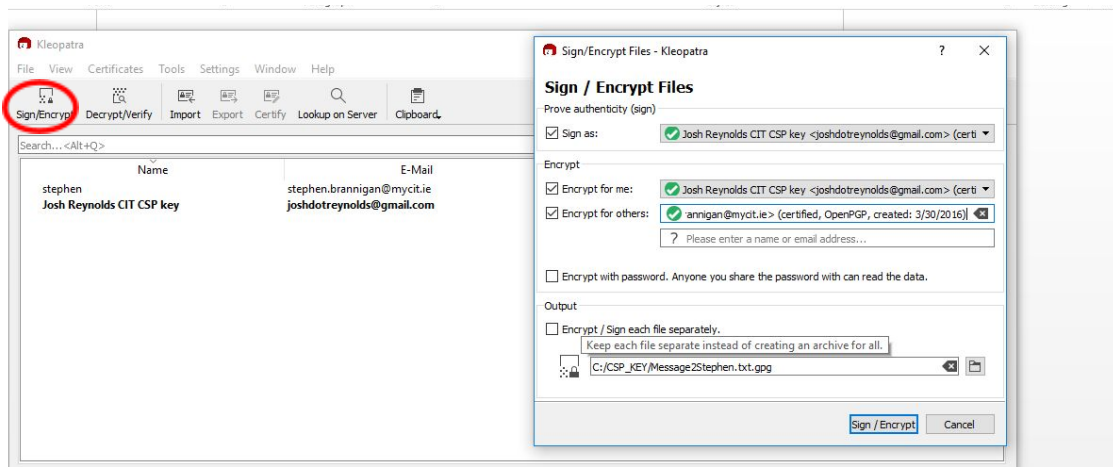 Kleopatra
File View Certificates Tools Settings Window Help
Sign/Encrypt Decrypt/Verify Import Export Certify Lookup on Server Clipboard
Search...<Alt+Q>
Name E-Mail
stephen stephen.brannigan@mycit.ie
Josh Reynolds CIT CSP key joshdotreynolds@gmail.com
Sign/Encrypt Files - Kleopatra ? ×
Sign / Encrypt Files
Prove authenticity (sign)
Sign as: Josh Reynolds CIT CSP key <joshdotreynolds@gmail.com> (certi
Encrypt
Encrypt for me: Josh Reynolds CIT CSP key <joshdotreynolds@gmail.com> (certi
Encrypt for others: annigan@mycit.ie> (certified, OpenPGP, created: 3/30/2016)
? Please enter a name or email address...
Encrypt with password. Anyone you share the password with can read the data.
Output
Encrypt / Sign each file separately.
Keep each file separate instead of creating an archive for all.
C:/CSP_KEY/Message2Stephen.txt.gpg
Sign / Encrypt Cancel